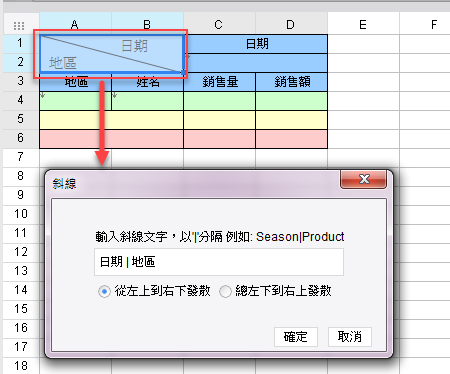 A B C D E F
1 日期 日期
2 地區
3 地區 姓名 銷售量 銷售額
4
5
6
7
8
9
10
11
12
13
14
15
16
17
18
斜線
輸入斜線文字，以'|'分隔 例如: Season|Product
日期 | 地區
從左上到右下發散 總左下到右上發散
確定 取消